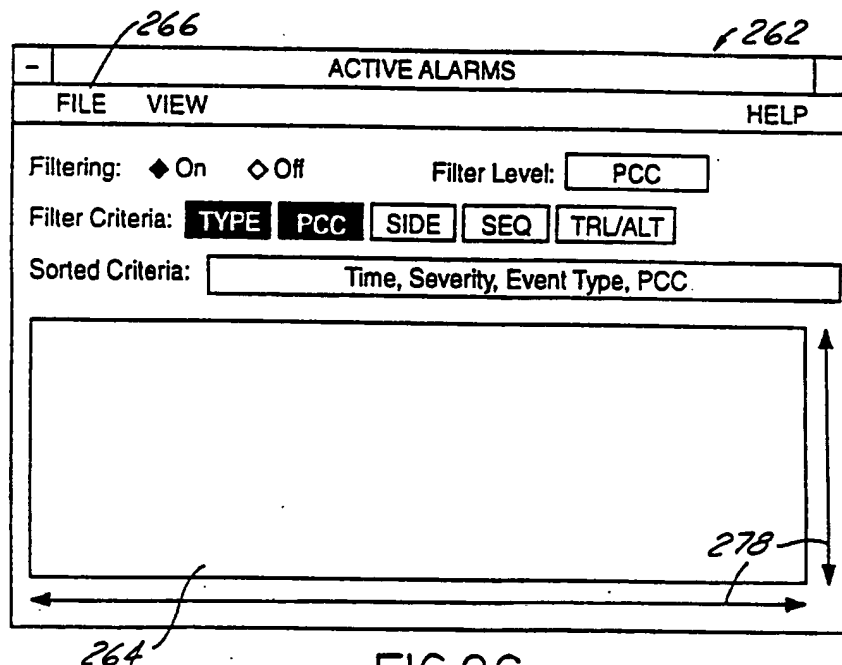 266
262
- ACTIVE ALARMS
FILE VIEW HELP
Filtering: On Off Filter Level: PCC
Filter Criteria: TYPE PCC SIDE SEQ TRL/ALT
Sorted Criteria: Time, Severity, Event Type, PCC
278
264